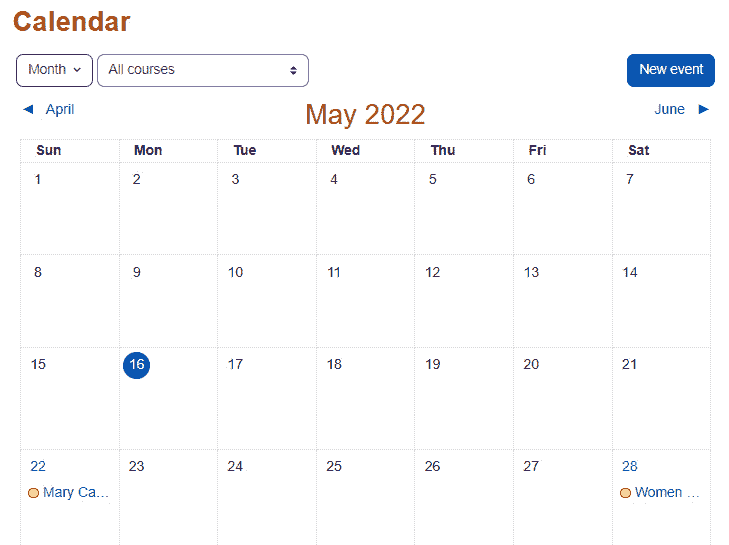 Calendar
Month All courses New event
◄ April May 2022 June ►
Sun Mon Tue Wed Thu Fri Sat
1 2 3 4 5 6 7
8 9 10 11 12 13 14
15 16 17 18 19 20 21
22 23 24 25 26 27 28
Mary Ca... Women ...